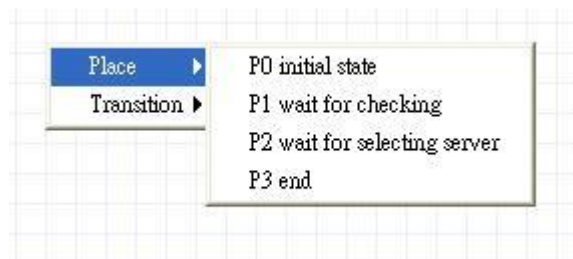 Place
Transition
P0 initial state
P1 wait for checking
P2 wait for selecting server
P3 end